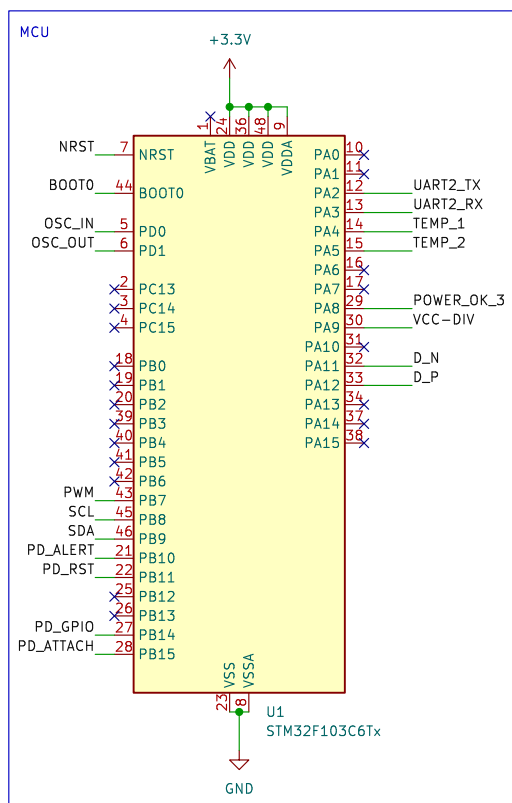 MCU
+3.3V
1 24 36 48 9
VBAT VDD VDD VDD VDDA
NRST 7 NRST
BOOT0 44 BOOT0
OSC_IN 5 PD0
OSC_OUT 6 PD1
2 PC13
3 PC14
4 PC15
18 PB0
19 PB1
20 PB2
39 PB3
40 PB4
41 PB5
42 PB6
PWM 43 PB7
SCL 45 PB8
SDA 46 PB9
PD_ALERT 21 PB10
PD_RST 22 PB11
25 PB12
26 PB13
PD_GPIO 27 PB14
PD_ATTACH 28 PB15
PA0 10
PA1 11
PA2 12 UART2_TX
PA3 13 UART2_RX
PA4 14 TEMP_1
PA5 15 TEMP_2
PA6 16
PA7 17
PA8 29 POWER_OK_3
PA9 30 VCC-DIV
PA10 31
PA11 32 D_N
PA12 33 D_P
PA13 34
PA14 37
PA15 38
VSS VSSA
23 8
U1
STM32F103C6Tx
GND